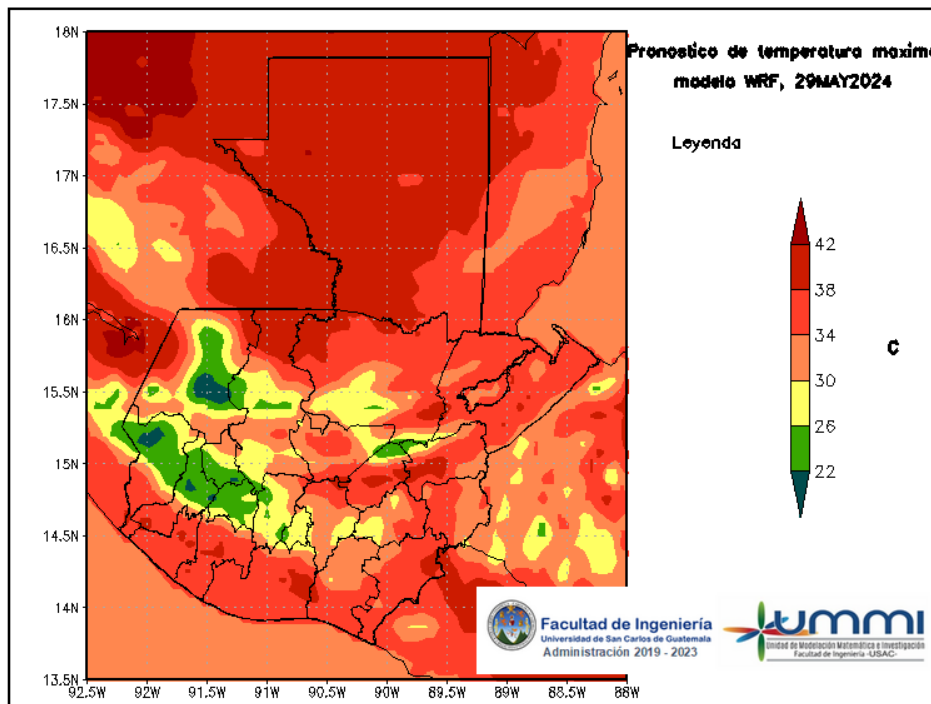 Pronostico de temperatura maxima
modelo WRF, 29MAY2024
Leyenda
18N
17.5N
17N
16.5N
16N
15.5N
15N
14.5N
14N
13.5N
92.5W 92W 91.5W 91W 90.5W 90W 89.5W 89W 88.5W 88W
42
38
34
30
26
22
C
Facultad de Ingeniería
Universidad de San Carlos de Guatemala
Administración 2019 - 2023
ummi
Unidad de Modelación Matemática e Investigación
Facultad de Ingeniería -USAC-